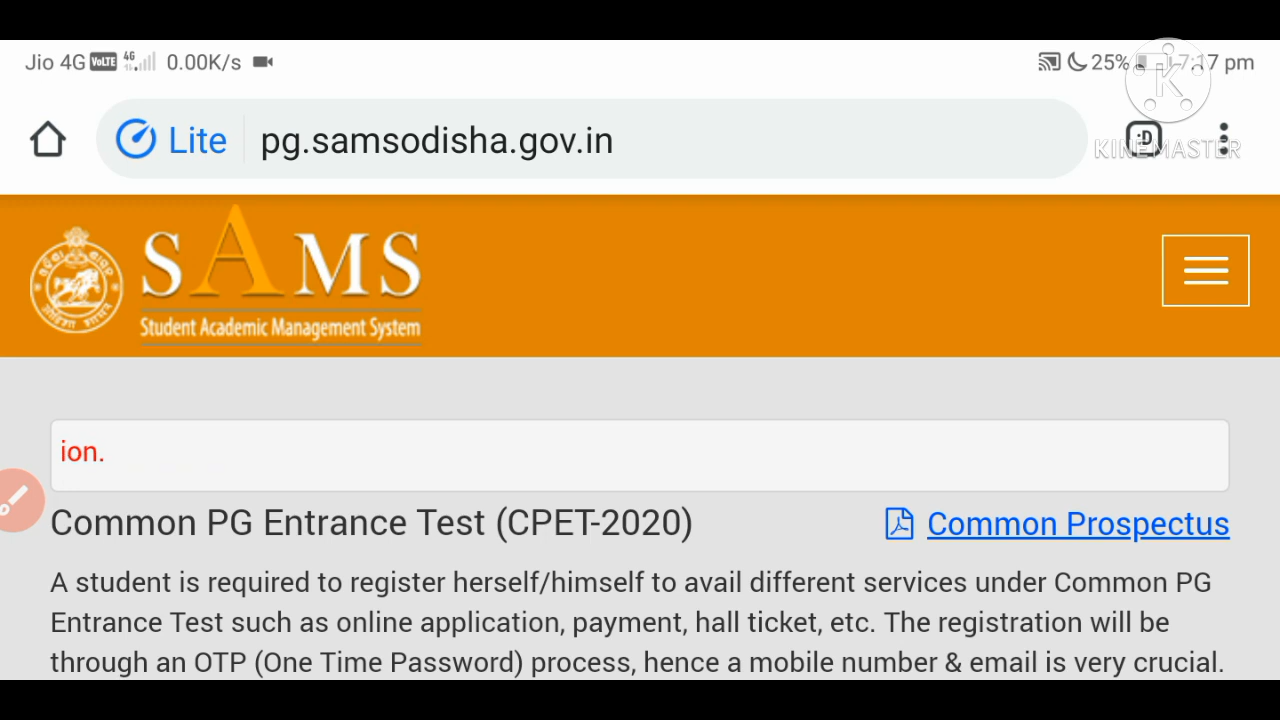 Jio 4G VoLTE 4G 0.00K/s 25% 7:17 pm
KINEMASTER
Lite pg.samsodisha.gov.in :D
SAMS
Student Academic Management System
ion.
Common PG Entrance Test (CPET-2020) Common Prospectus
A student is required to register herself/himself to avail different services under Common PG
Entrance Test such as online application, payment, hall ticket, etc. The registration will be
through an OTP (One Time Password) process, hence a mobile number & email is very crucial.